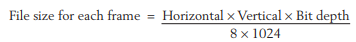 File size for each frame = Horizontal × Vertical × Bit depth
8 × 1024